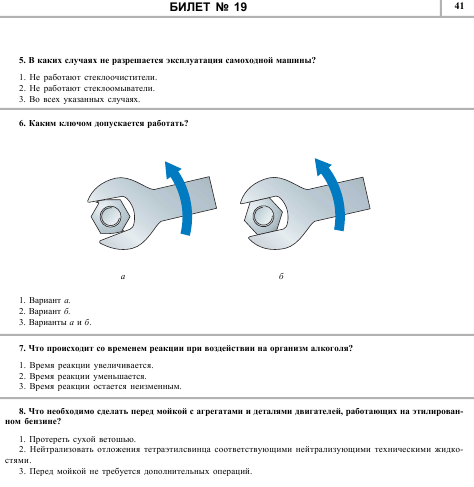 БИЛЕТ № 19
41
5. В каких случаях не разрешается эксплуатация самоходной машины?
1. Не работают стеклоочистители.
2. Не работают стеклоомыватели.
3. Во всех указанных случаях.
6. Каким ключом допускается работать?
а
б
1. Вариант а.
2. Вариант б.
3. Варианты а и б.
7. Что происходит со временем реакции при воздействии на организм алкоголя?
1. Время реакции увеличивается.
2. Время реакции уменьшается.
3. Время реакции остается неизменным.
8. Что необходимо сделать перед мойкой с агрегатами и деталями двигателей, работающих на этилирован-
ном бензине?
1. Протереть сухой ветошью.
2. Нейтрализовать отложения тетраэтилсвинца соответствующими нейтрализующими техническими жидко-
стями.
3. Перед мойкой не требуется дополнительных операций.